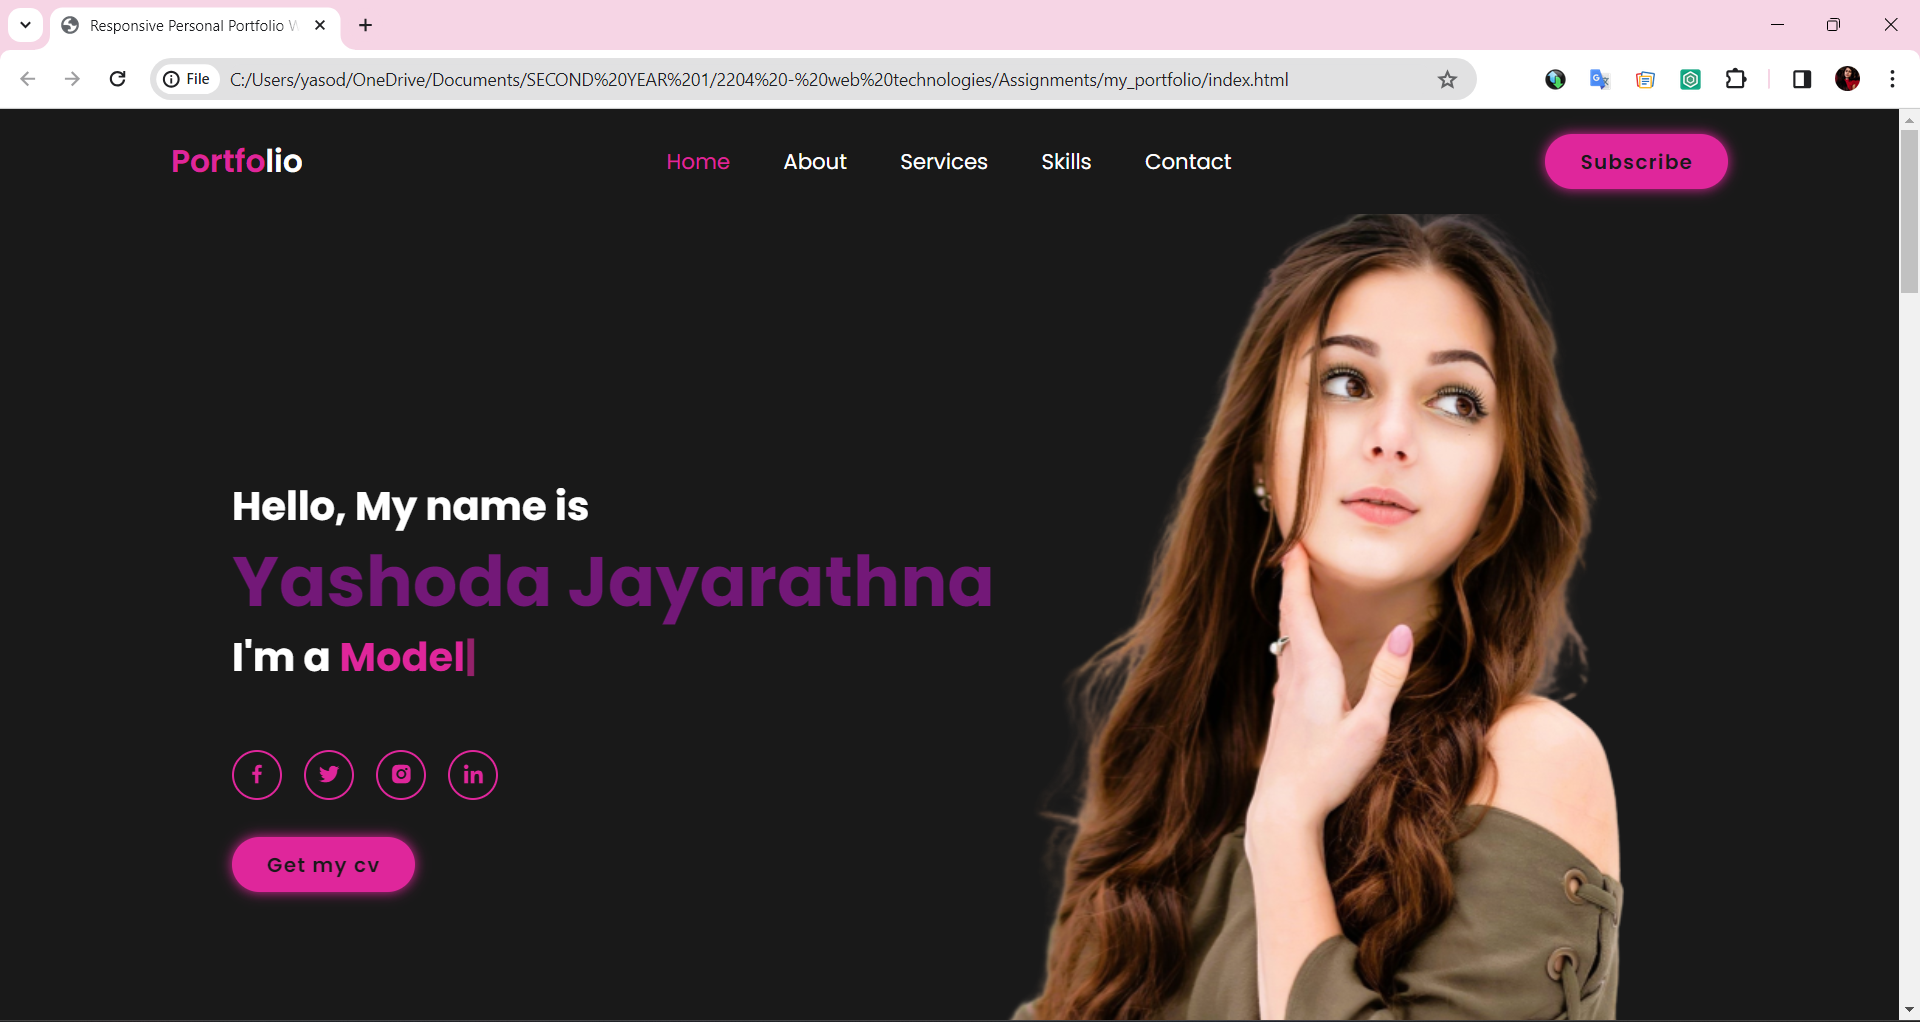 Responsive Personal Portfolio W
File
C:/Users/yasod/OneDrive/Documents/SECOND%20YEAR%201/2204%20-%20web%20technologies/Assignments/my_portfolio/index.html
Portfolio
Home
About
Services
Skills
Contact
Subscribe
Hello, My name is
Yashoda Jayarathna
I'm a Model|
Get my cv